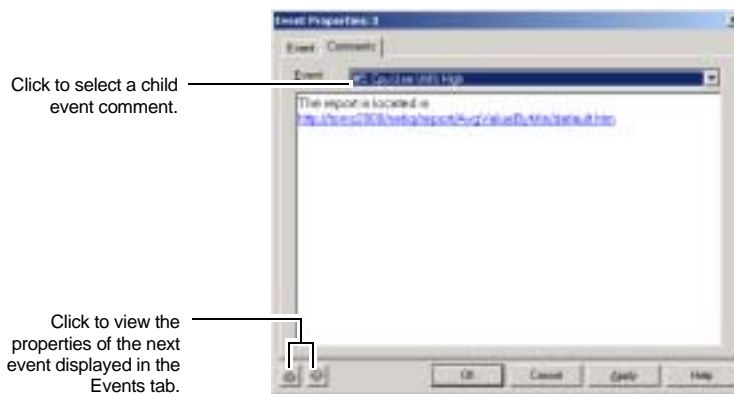 Event Properties: 3
Event Comments
Click to select a child
event comment.
Event
The report is located is
Click to view the
properties of the next
event displayed in the
Events tab.
OK Cancel Apply Help